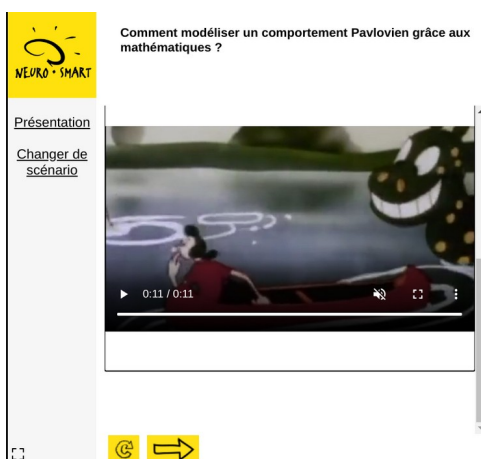 NEURO • SMART
Comment modéliser un comportement Pavlovien grâce aux
mathématiques ?
Présentation
Changer de
scénario
0:11 / 0:11